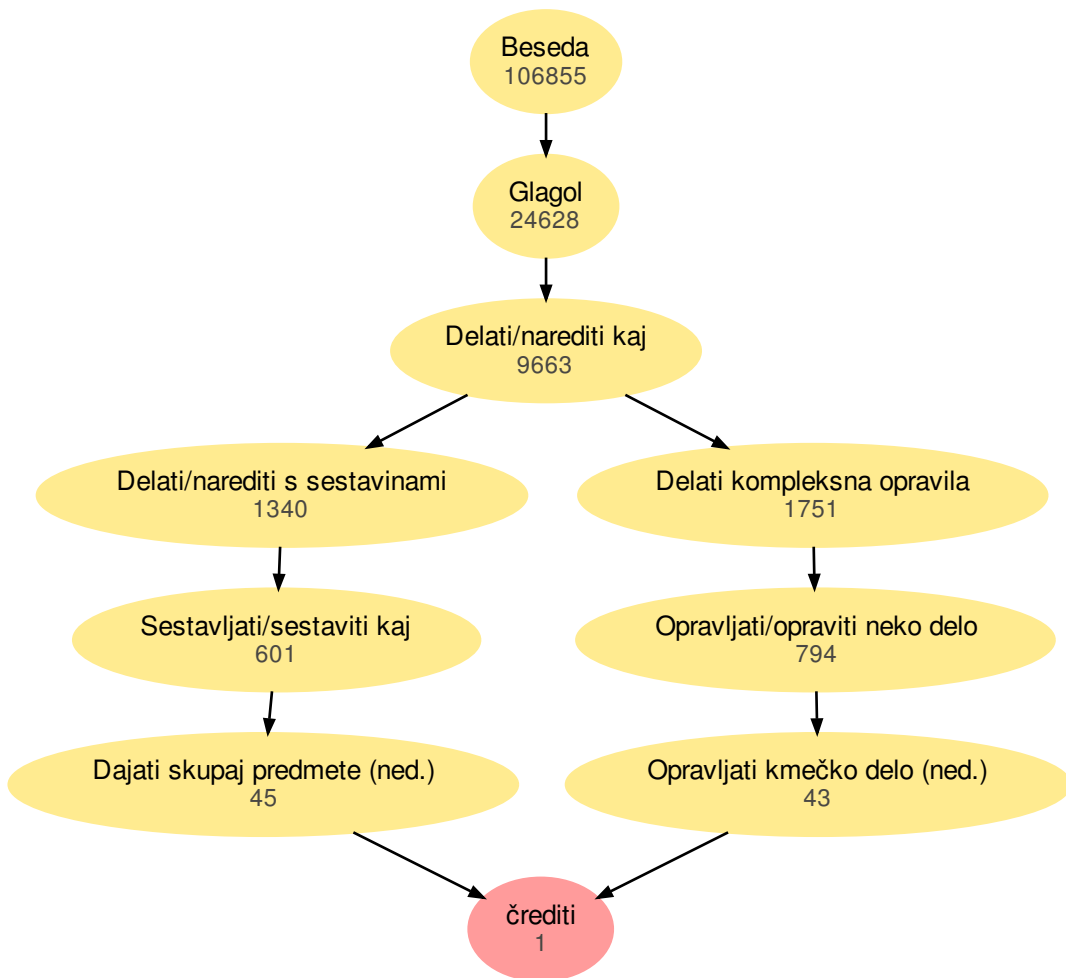 Beseda
106855
Glagol
24628
Delati/narediti kaj
9663
Delati/narediti s sestavinami
1340
Delati kompleksna opravila
1751
Sestavljati/sestaviti kaj
601
Opravljati/opraviti neko delo
794
Dajati skupaj predmete (ned.)
45
Opravljati kmečko delo (ned.)
43
črediti
1